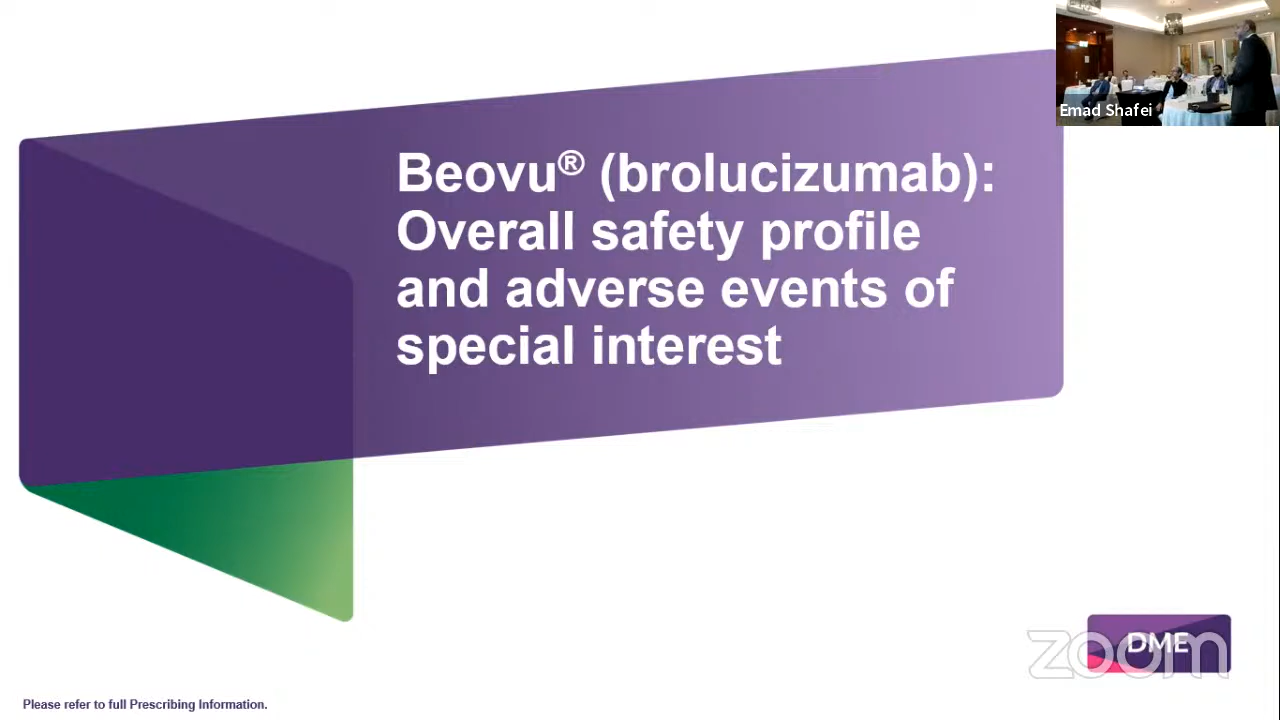 Emad Shafei
Beovu® (brolucizumab):
Overall safety profile
and adverse events of
special interest
DME
zoom
Please refer to full Prescribing Information.